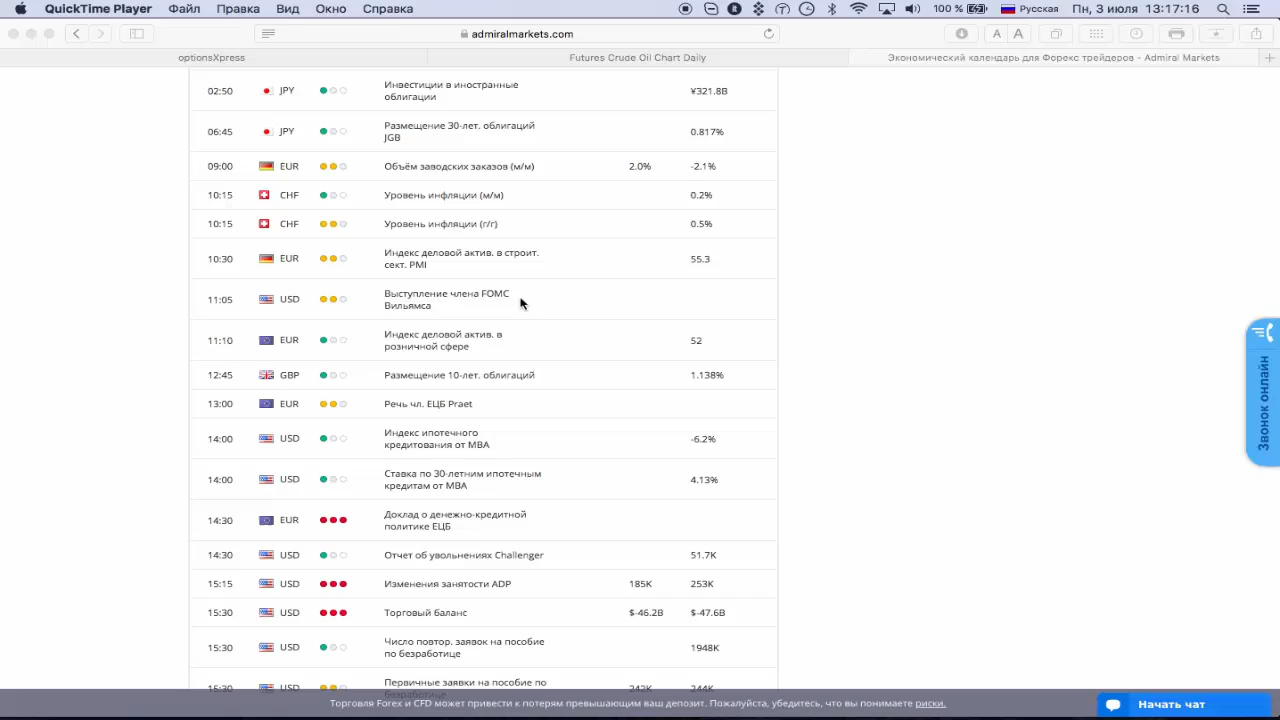 QuickTime Player Файл Правка Вид Окно Справка 100 % Русская Пн, 3 июля 13:17:16
admiralmarkets.com A A
optionsXpress Futures Crude Oil Chart Daily Экономический календарь для Форекс трейдеров - Admiral Markets
02:50 JPY Инвестиции в иностранные ¥321.8B
облигации
06:45 JPY Размещение 30-лет. облигаций 0.817%
JGB
09:00 EUR Объём заводских заказов (м/м) 2.0% -2.1%
10:15 CHF Уровень инфляции (м/м) 0.2%
10:15 CHF Уровень инфляции (г/г) 0.5%
10:30 EUR Индекс деловой актив. в строит. 55.3
сект. PMI
11:05 USD Выступление члена FOMC
Вильямса
11:10 EUR Индекс деловой актив. в 52
розничной сфере
12:45 GBP Размещение 10-лет. облигаций 1.138%
13:00 EUR Речь чл. ЕЦБ Praet
14:00 USD Индекс ипотечного -6.2%
кредитования от MBA
14:00 USD Ставка по 30-летним ипотечным 4.13%
кредитам от MBA
14:30 EUR Доклад о денежно-кредитной
политике ЕЦБ
14:30 USD Отчет об увольнениях Challenger 51.7K
15:15 USD Изменения занятости ADP 185K 253K
15:30 USD Торговый баланс $-46.2B $-47.6B
15:30 USD Число повтор. заявок на пособие 1948K
по безработице
15:30 USD Первичные заявки на пособие по 242K 244K
безработице
Торговля Forex и CFD может привести к потерям превышающим ваш депозит. Пожалуйста, убедитесь, что вы понимаете риски.
Звонок онлайн
Начать чат